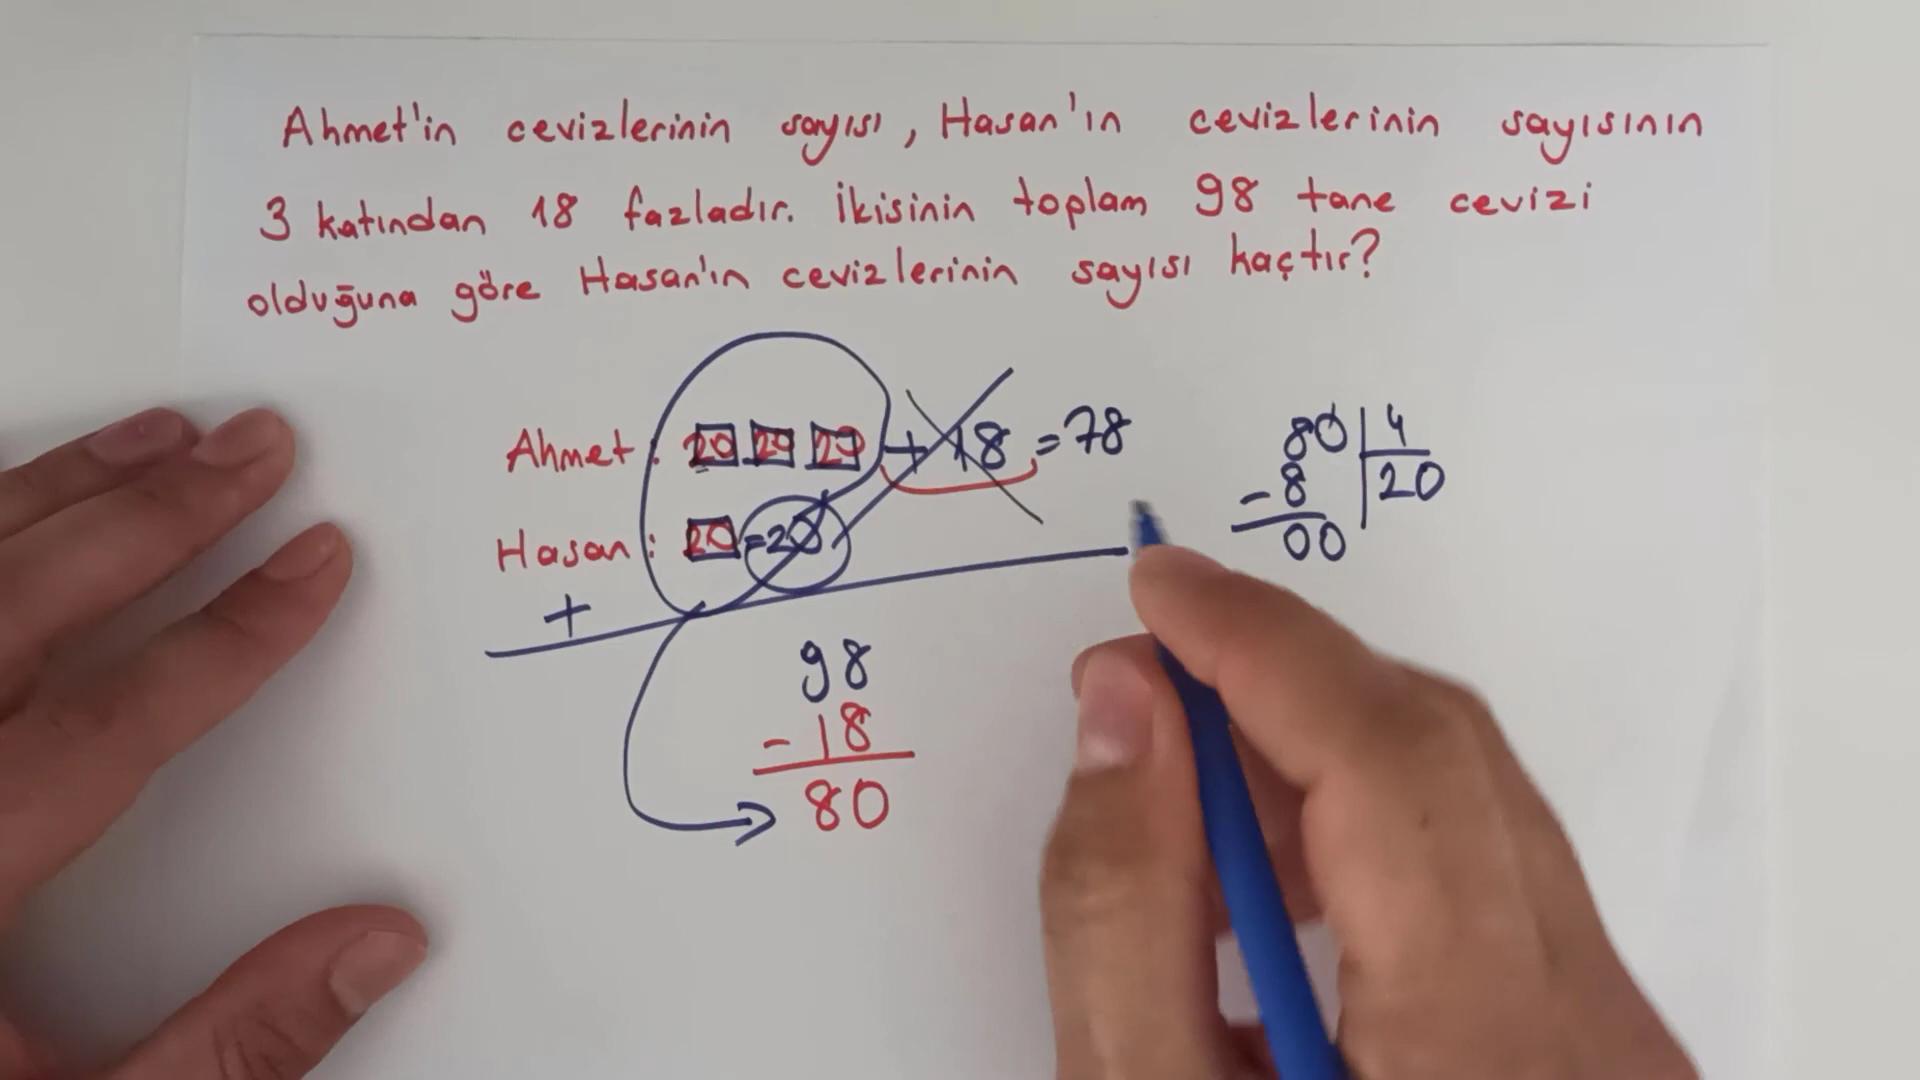 Ahmet'in cevizlerinin sayısı, Hasan'ın cevizlerinin sayısının
3 katından 18 fazladır. İkisinin toplam 98 tane cevizi
olduğuna göre Hasan'ın cevizlerinin sayısı kaçtır?
Ahmet: 20 20 20 + 18 = 78
Hasan: 20 = 20
+
98
- 18
80
80 4
- 8 20
00